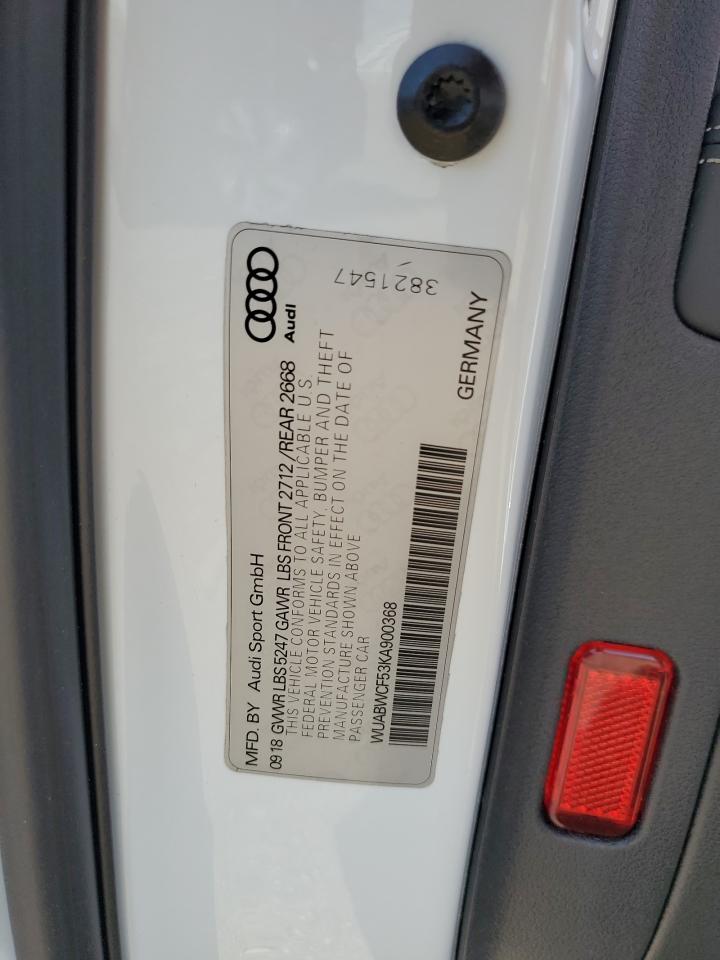 MFD. BY Audi Sport GmbH
Audi
0918 GVWR LBS5247 GAWR LBS FRONT 2712 /REAR 2668
THIS VEHICLE CONFORMS TO ALL APPLICABLE U.S.
FEDERAL MOTOR VEHICLE SAFETY, BUMPER AND THEFT
PREVENTION STANDARDS IN EFFECT ON THE DATE OF
MANUFACTURE SHOWN ABOVE
PASSENGER CAR
3821547
WUABWCF53KA900368
GERMANY